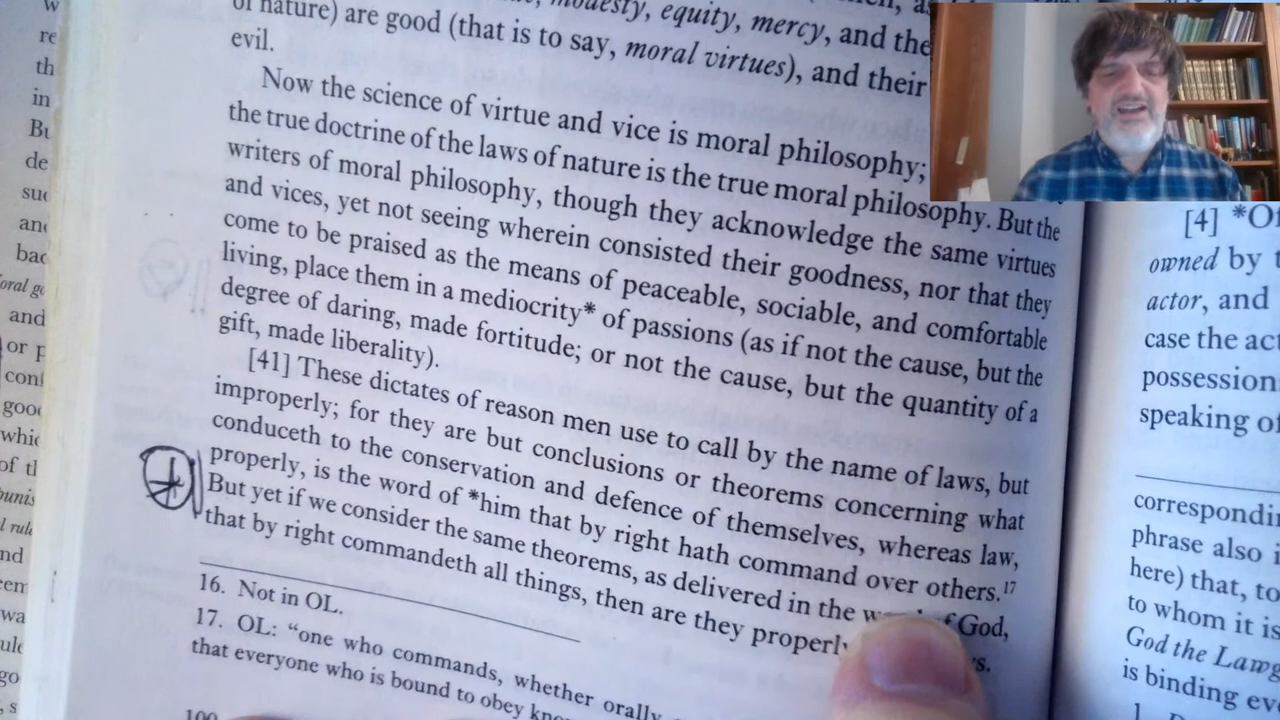 modesty, equity, mercy, and the
of nature) are good (that is to say, moral virtues), and their
evil.
Now the science of virtue and vice is moral philosophy;
the true doctrine of the laws of nature is the true moral philosophy. But the
writers of moral philosophy, though they acknowledge the same virtues
and vices, yet not seeing wherein consisted their goodness, nor that they
come to be praised as the means of peaceable, sociable, and comfortable
living, place them in a mediocrity* of passions (as if not the cause, but the
degree of daring, made fortitude; or not the cause, but the quantity of a
gift, made liberality).
[41] These dictates of reason men use to call by the name of laws, but
improperly; for they are but conclusions or theorems concerning what
conduceth to the conservation and defence of themselves, whereas law,
properly, is the word of *him that by right hath command over others.17
But yet if we consider the same theorems, as delivered in the of God,
that by right commandeth all things, then are they
16. Not in OL.
17. OL: "one who commands, whether orally
that everyone who is bound to obey
100
[4]
owned by
actor, and
case the
possession
speaking
phrase also
here) that, to
to whom it is
God the
is binding